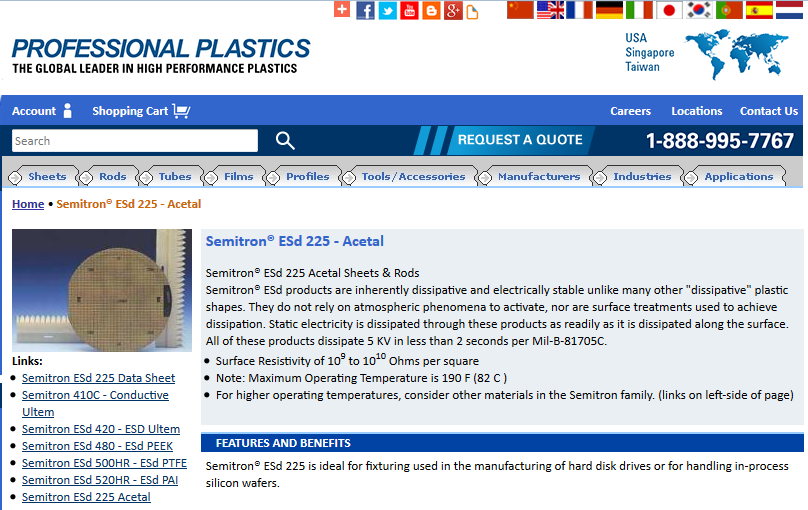 PROFESSIONAL PLASTICS
THE GLOBAL LEADER IN HIGH PERFORMANCE PLASTICS
USA
Singapore
Taiwan
Account
Shopping Cart
Careers
Locations
Contact Us
Search
REQUEST A QUOTE
1-888-995-7767
Sheets
Rods
Tubes
Films
Profiles
Tools/Accessories
Manufacturers
Industries
Applications
Home • Semitron® ESd 225 - Acetal
Links:
• Semitron ESd 225 Data Sheet
• Semitron 410C - Conductive
Ultem
• Semitron ESd 420 - ESD Ultem
• Semitron ESd 480 - ESd PEEK
• Semitron ESd 500HR - ESd PTFE
• Semitron ESd 520HR - ESd PAI
• Semitron ESd 225 Acetal
Semitron® ESd 225 - Acetal
Semitron® ESd 225 Acetal Sheets & Rods
Semitron® ESd products are inherently dissipative and electrically stable unlike many other "dissipative" plastic
shapes. They do not rely on atmospheric phenomena to activate, nor are surface treatments used to achieve
dissipation. Static electricity is dissipated through these products as readily as it is dissipated along the surface.
All of these products dissipate 5 KV in less than 2 seconds per Mil-B-81705C.
• Surface Resistivity of 10⁹ to 10¹⁰ Ohms per square
• Note: Maximum Operating Temperature is 190 F (82 C )
• For higher operating temperatures, consider other materials in the Semitron family. (links on left-side of page)
FEATURES AND BENEFITS
Semitron® ESd 225 is ideal for fixturing used in the manufacturing of hard disk drives or for handling in-process
silicon wafers.